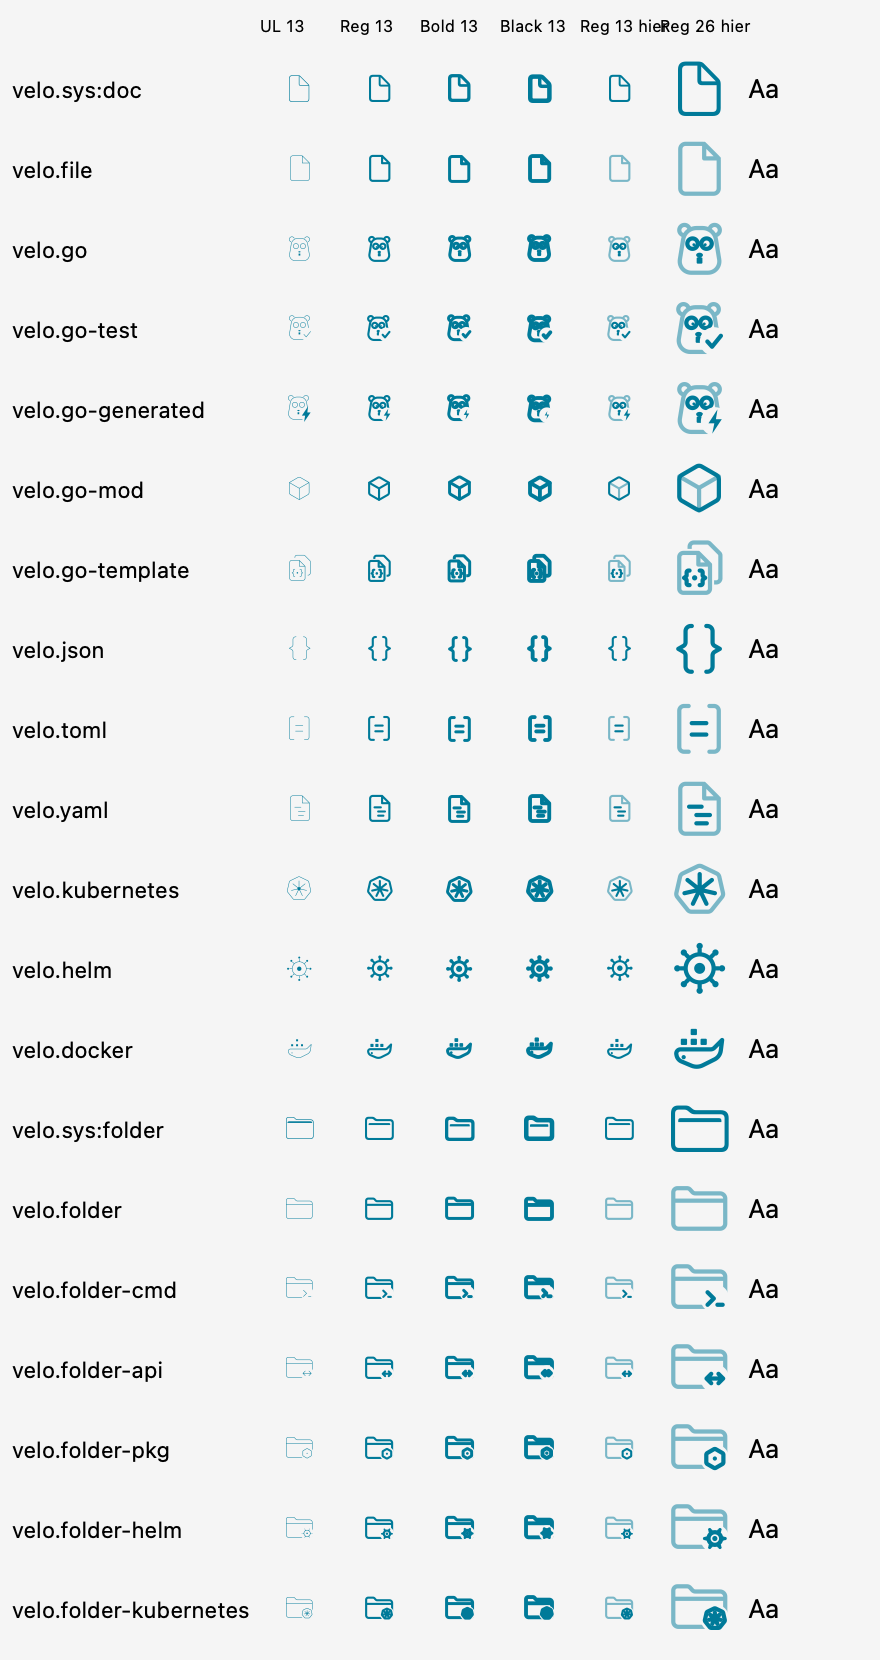 UL 13 Reg 13 Bold 13 Black 13 Reg 13 hier Reg 26 hier
velo.sys:doc Aa
velo.file Aa
velo.go Aa
velo.go-test Aa
velo.go-generated Aa
velo.go-mod Aa
velo.go-template Aa
velo.json Aa
velo.toml Aa
velo.yaml Aa
velo.kubernetes Aa
velo.helm Aa
velo.docker Aa
velo.sys:folder Aa
velo.folder Aa
velo.folder-cmd Aa
velo.folder-api Aa
velo.folder-pkg Aa
velo.folder-helm Aa
velo.folder-kubernetes Aa